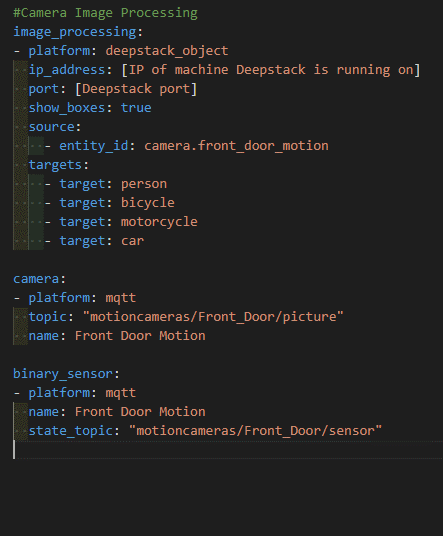 #Camera Image Processing
image_processing:
- platform: deepstack_object
  ip_address: [IP of machine Deepstack is running on]
  port: [Deepstack port]
  show_boxes: true
  source:
    - entity_id: camera.front_door_motion
  targets:
    - target: person
    - target: bicycle
    - target: motorcycle
    - target: car

camera:
- platform: mqtt
  topic: "motioncameras/Front_Door/picture"
  name: Front Door Motion

binary_sensor:
- platform: mqtt
  name: Front Door Motion
  state_topic: "motioncameras/Front_Door/sensor"